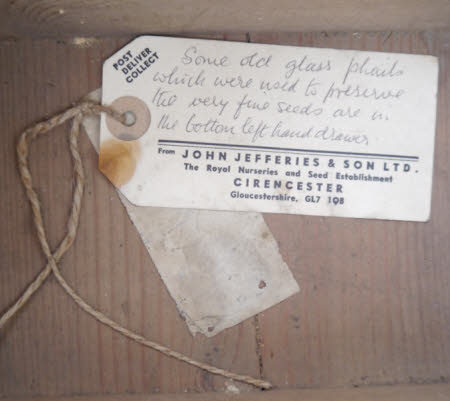 POST
DELIVER
COLLECT
Some old glass phails
which were used to preserve
the very fine seeds are in
the bottom left hand drawer
From JOHN JEFFERIES & SON LTD.
The Royal Nurseries and Seed Establishment
CIRENCESTER
Gloucestershire, GL7 1QB